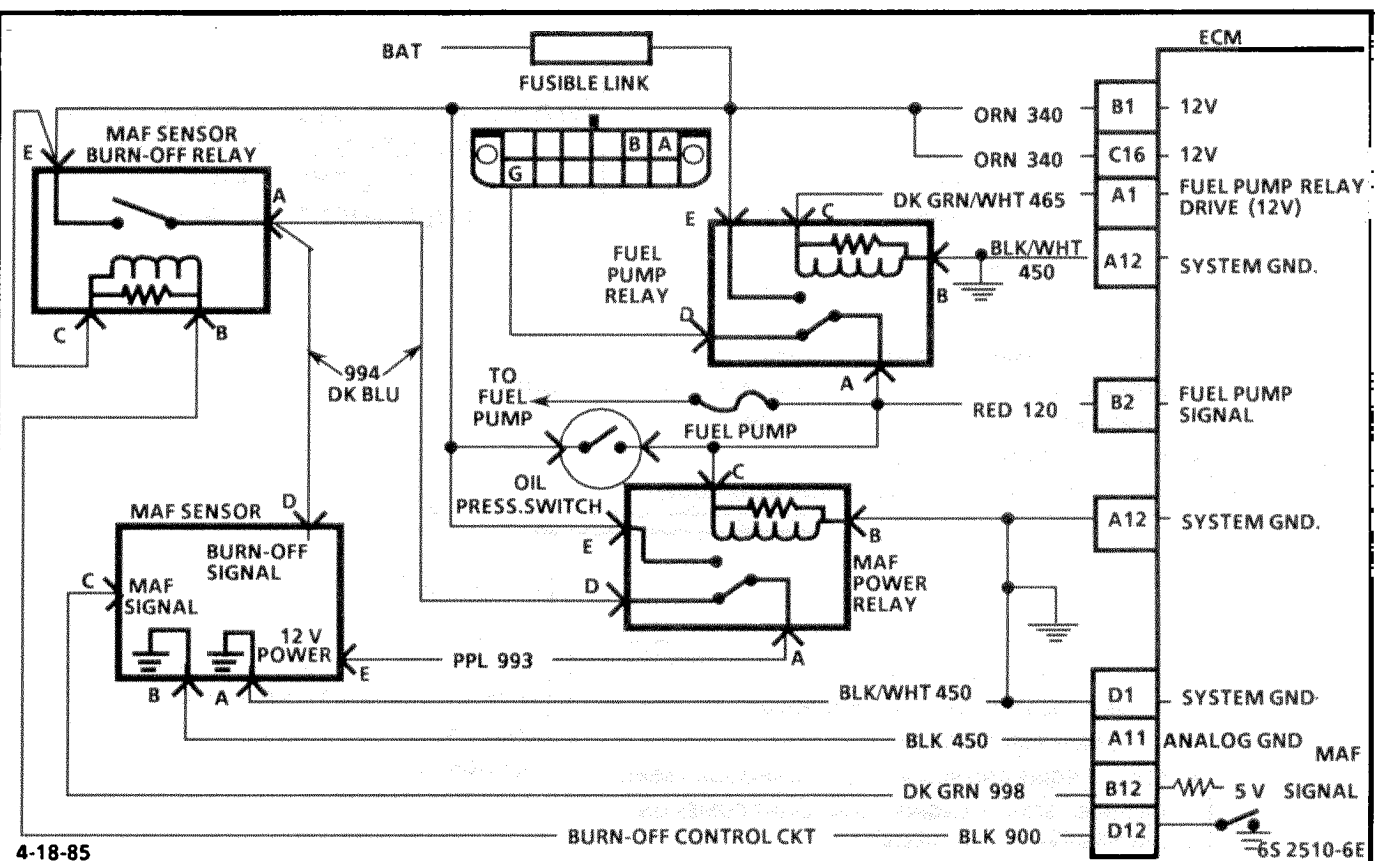 ECM
BAT
FUSIBLE LINK
ORN 340
B1
12V
MAF SENSOR
BURN-OFF RELAY
E
B A
G
ORN 340
C16
12V
A
DK GRN/WHT 465
A1
FUEL PUMP RELAY
DRIVE (12V)
E
C
FUEL
PUMP
RELAY
BLK/WHT
450
A12
SYSTEM GND.
B
D
C
B
A
994
DK BLU
TO
FUEL
PUMP
RED 120
B2
FUEL PUMP
SIGNAL
FUEL PUMP
OIL
PRESS.SWITCH
C
MAF SENSOR
D
A12
SYSTEM GND.
B
E
BURN-OFF
SIGNAL
MAF
POWER
RELAY
C
MAF
SIGNAL
D
12 V
POWER
E
PPL 993
A
B
A
BLK/WHT 450
D1
SYSTEM GND.
BLK 450
A11
ANALOG GND
MAF
DK GRN 998
B12
5 V SIGNAL
BURN-OFF CONTROL CKT
BLK 900
D12
4-18-85
6S 2510-6E